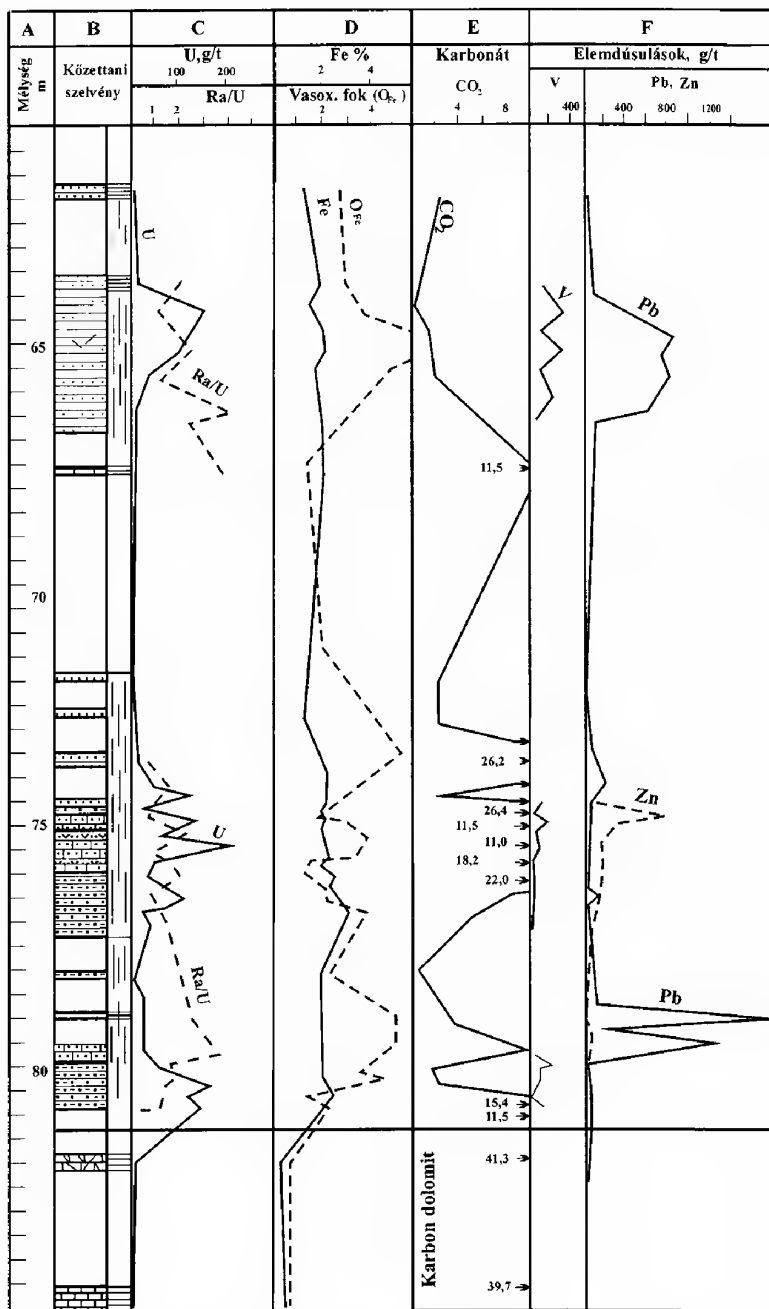 A B C D E F
Mélység m
Kőzettani szelvény
U,g/t
100 200
Ra/U
1 2
Fe %
2 4
Vasox. fok (OFe)
2 4
Karbonát
CO2
4 8
Elemdúsulások, g/t
V
400
Pb, Zn
400 800 1200
U
Fe
OFe
CO2
V
Pb
65
Ra/U
11,5
70
26,2
Zn
26,4
75
U
11,5
11,0
18,2
22,0
Ra/U
Pb
80
15,4
11,5
Karbon dolomit
41,3
39,7